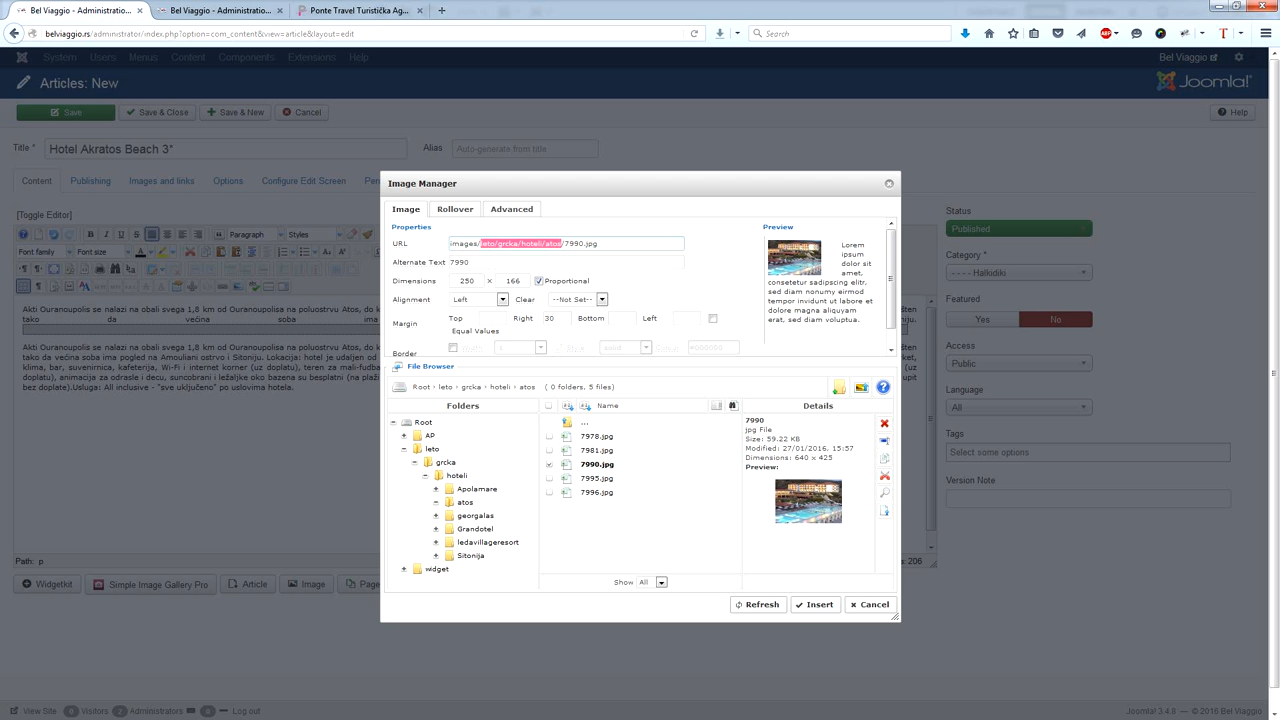 Bel Viaggio - Administratio... × Bel Viaggio - Administratio... × Ponte Travel Turistička Ag... × +
belviaggio.rs/administrator/index.php?option=com_content&view=article&layout=edit
Search
ABP
System Users Menus Content Components Extensions Help
Bel Viaggio
Articles: New
Joomla!
Save
Save & Close
Save & New
Cancel
Help
Title * Hotel Akratos Beach 3*
Alias Auto-generate from title
Content Publishing Images and links Options Configure Edit Screen
[Toggle Editor]
Paragraph
Font family
Akti Ouranoupolis se nalazi na obali svega 1,8 km od Ouranoupolisa na poluostrvu Atos, do
tako da većina soba ima
Akti Ouranoupolis se nalazi na obali svega 1,8 km od Ouranoupolisa na poluostrvu Atos, do
tako da većina soba ima pogled na Amouliani ostrvo i Sitoniju. Lokacija: hotel je udaljen od
klima, bar, suvenirnica, kafeterija, Wi-Fi i internet korner (uz doplatu), teren za mali-fudba
doplatu), animacija za odrasle i decu, suncobrani i ležaljke oko bazena su besplatni (na plaži
bez doplate).Usluga: All inclusive - "sve uključeno" po uslovima hotela.
Path: p
206
Widgetkit
Simple Image Gallery Pro
Article
Image
Status
Published
Category *
- - - - Halkidiki
Featured
Yes
No
Access
Public
Language
All
Tags
Select some options
Version Note
Image Manager
Image Rollover Advanced
Properties
URL images/leto/grcka/hoteli/atos/7990.jpg
Alternate Text 7990
Dimensions 250 × 166 Proportional
Alignment Left Clear --Not Set--
Margin Top Right 30 Bottom Left
Equal Values
Border #000000
Preview
Lorem
ipsum
dolor sit
amet,
consetetur sadipscing elitr,
sed diam nonumy eirmod
tempor invidunt ut labore et
dolore magna aliquyam
erat, sed diam voluptua.
File Browser
Root › leto › grcka › hoteli › atos ( 0 folders, 5 files)
Folders
Name
Details
Root
AP
leto
grcka
hoteli
Apolamare
atos
georgalas
Grandotel
ledavillageresort
Sitonija
widget
...
7978.jpg
7981.jpg
7990.jpg
7995.jpg
7996.jpg
7990
jpg File
Size: 59.22 KB
Modified: 27/01/2016, 15:57
Dimensions: 640 x 425
Preview:
Show All
Refresh
Insert
Cancel
View Site Visitors Administrators Log out
Joomla! 3.4.8 — © 2016 Bel Viaggio